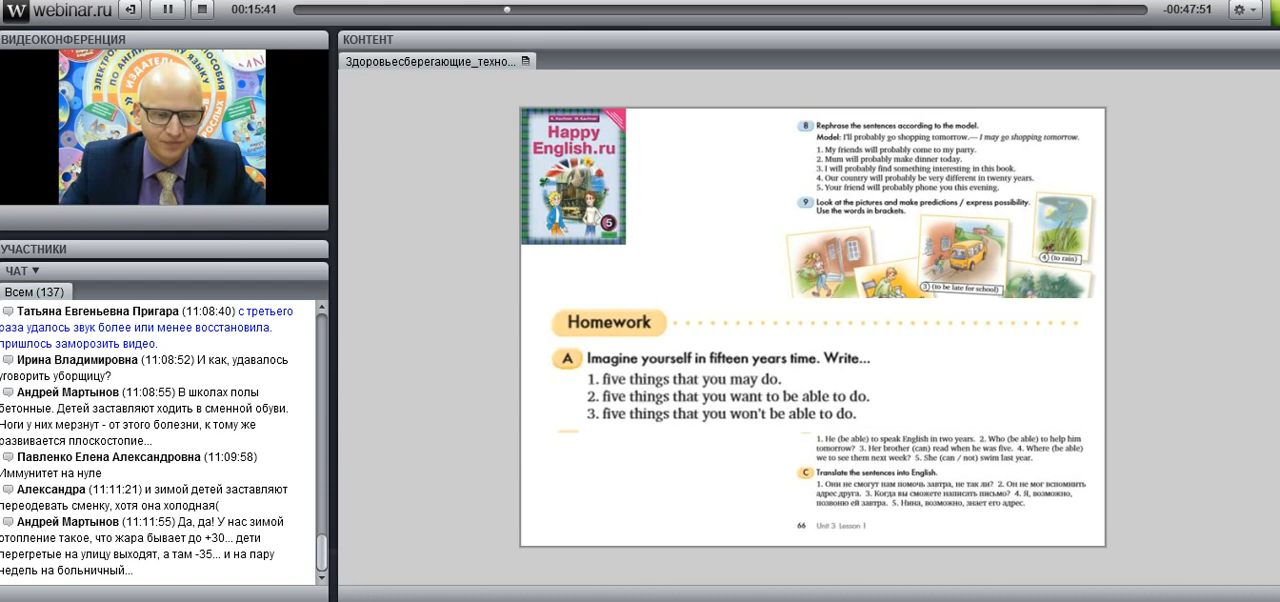 webinar.ru
00:15:41
-00:47:51
ВИДЕОКОНФЕРЕНЦИЯ
УЧАСТНИКИ
ЧАТ ▼
Всем (137)
Татьяна Евгеньевна Пригара (11:08:40) с третьего
раза удалось звук более или менее восстановила.
пришлось заморозить видео.
Ирина Владимировна (11:08:52) И как, удавалось
уговорить уборщицу?
Андрей Мартынов (11:08:55) В школах полы
бетонные. Детей заставляют ходить в сменной обуви.
Ноги у них мерзнут - от этого болезни, к тому же
развивается плоскостопие...
Павленко Елена Александровна (11:09:58)
Иммунитет на нуле
Александра (11:11:21) и зимой детей заставляют
переодевать сменку, хотя она холодная(
Андрей Мартынов (11:11:55) Да, да! У нас зимой
отопление такое, что жара бывает до +30... дети
перегретые на улицу выходят, а там -35... и на пару
недель на больничный...
КОНТЕНТ
Здоровьесберегающие_техно...
Happy
English.ru
5
8 Rephrase the sentences according to the model.
Model: I'll probably go shopping tomorrow.— I may go shopping tomorrow.
1. My friends will probably come to my party.
2. Mum will probably make dinner today.
3. I will probably find something interesting in this book.
4. Our country will probably be very different in twenty years.
5. Your friend will probably phone you this evening.
9 Look at the pictures and make predictions / express possibility.
Use the words in brackets.
4) (to rain)
3) (to be late for school)
Homework
A Imagine yourself in fifteen years time. Write...
1. five things that you may do.
2. five things that you want to be able to do.
3. five things that you won't be able to do.
1. He (be able) to speak English in two years. 2. Who (be able) to help him
tomorrow? 3. Her brother (can) read when he was five. 4. Where (be able)
we to see them next week? 5. She (can / not) swim last year.
C Translate the sentences into English.
1. Они не смогут нам помочь завтра, не так ли? 2. Он не мог вспомнить
адрес друга. 3. Когда вы сможете написать письмо? 4. Я, возможно,
позвоню ей завтра. 5. Нина, возможно, знает его адрес.
66 Unit 3 Lesson 1